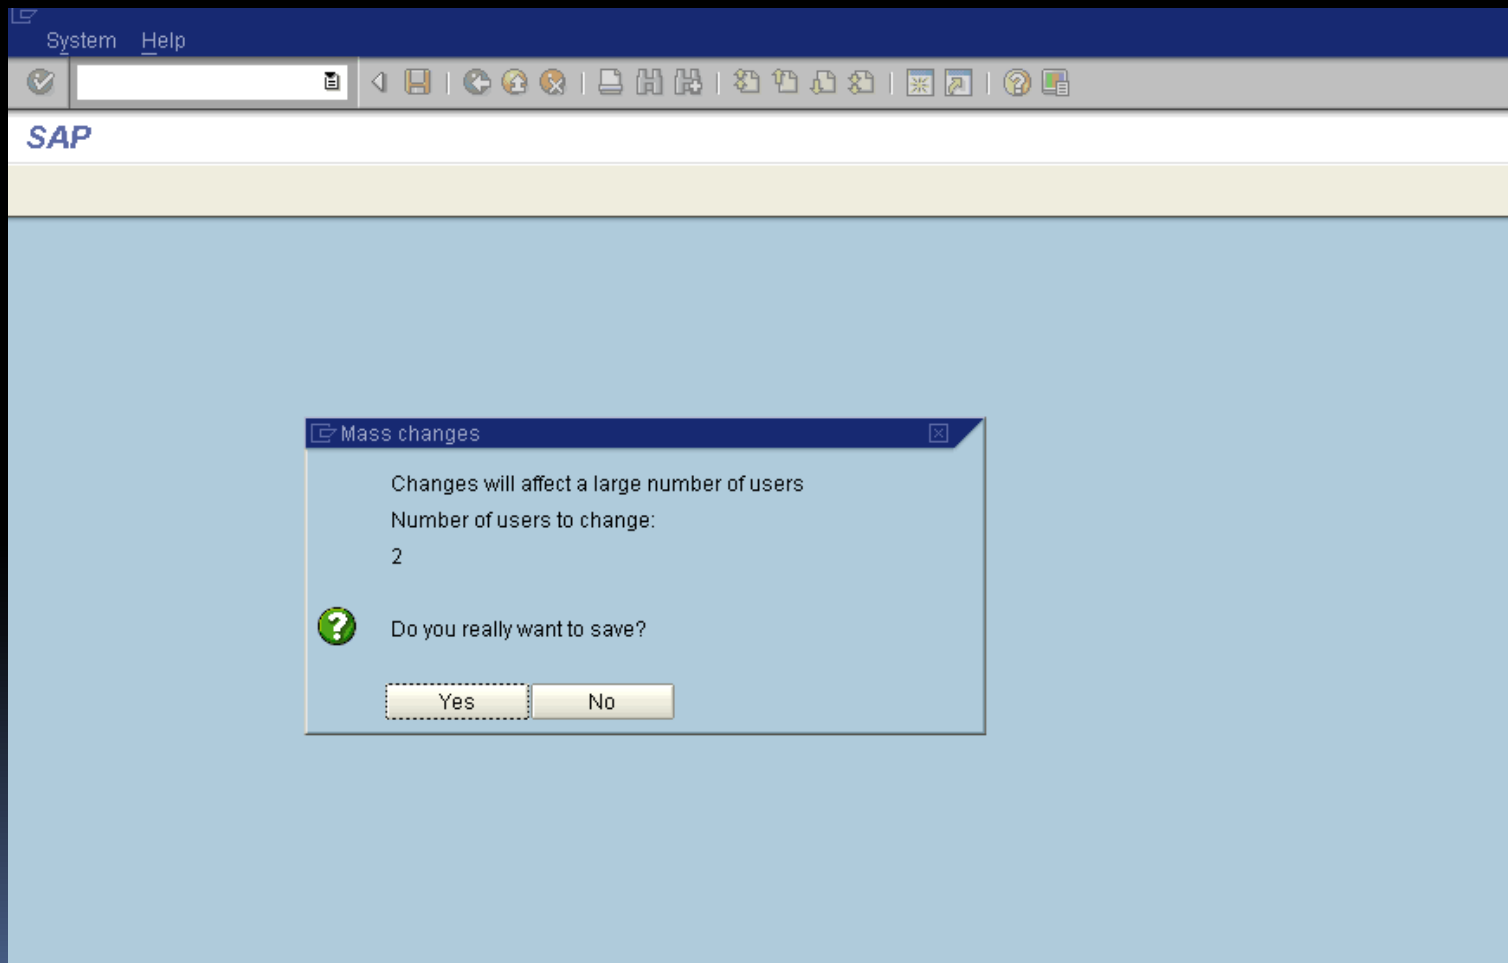 System Help
SAP
Mass changes
Changes will affect a large number of users
Number of users to change:
2
Do you really want to save?
Yes No